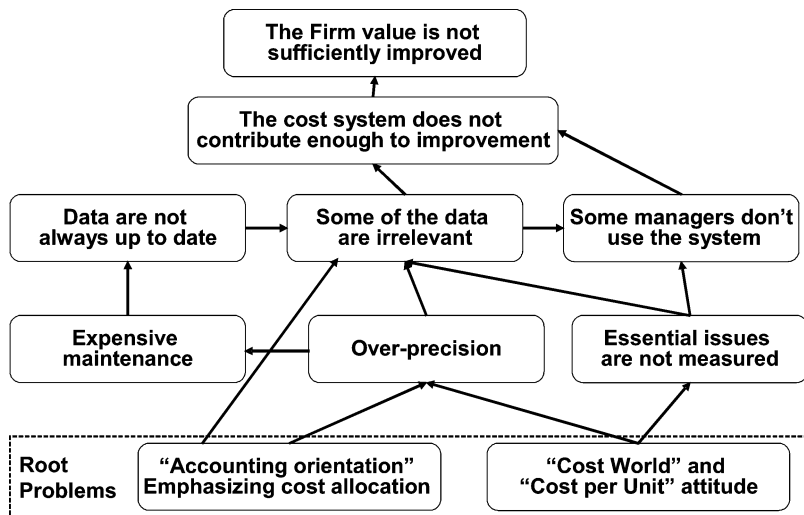 The Firm value is not
sufficiently improved
The cost system does not
contribute enough to improvement
Data are not
always up to date
Some of the data
are irrelevant
Some managers don't
use the system
Expensive
maintenance
Over-precision
Essential issues
are not measured
Root
Problems
“Accounting orientation”
Emphasizing cost allocation
“Cost World” and
“Cost per Unit” attitude